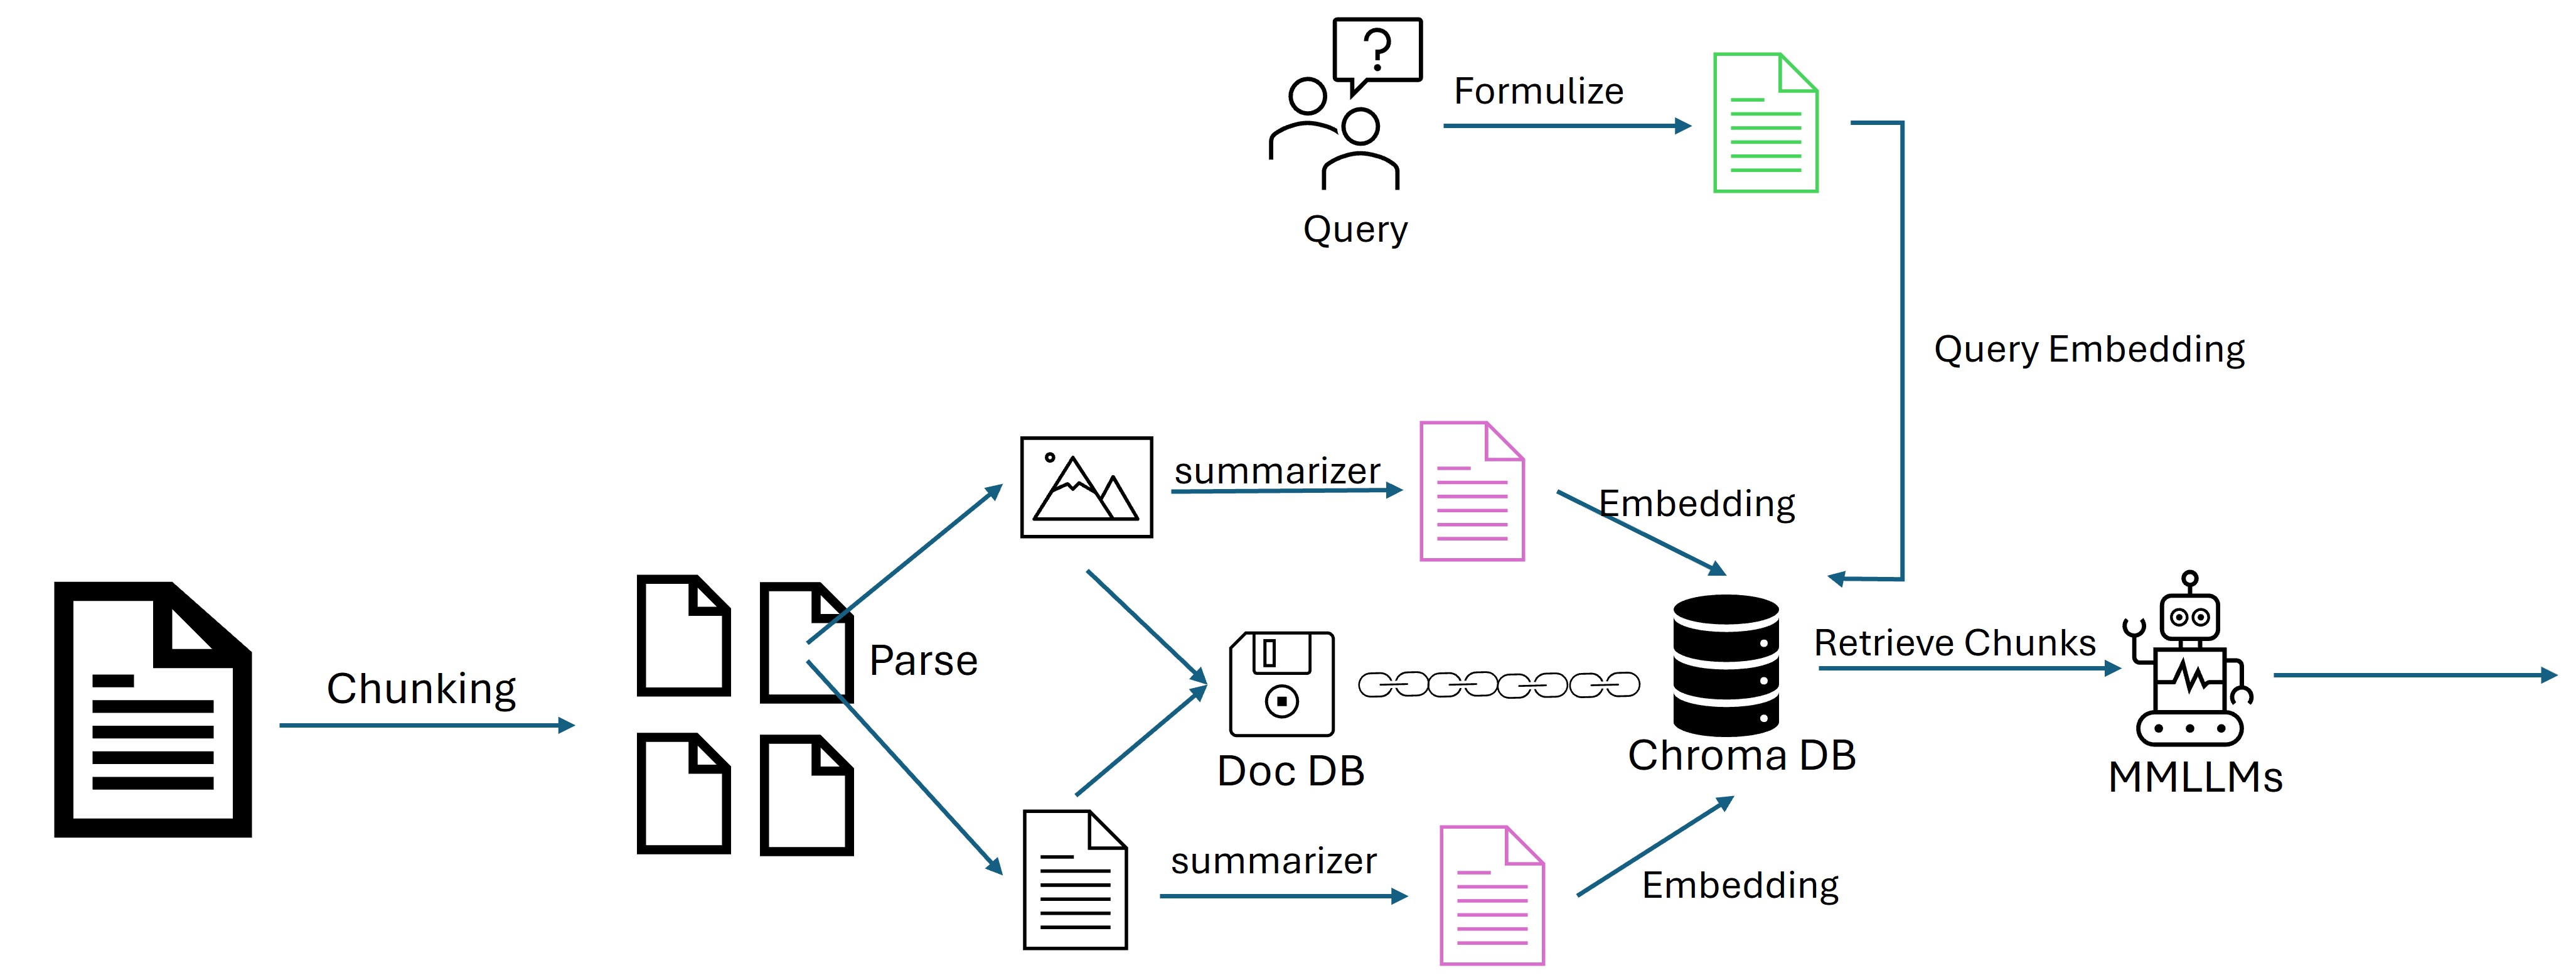 Formulize
Query
Query Embedding
summarizer
Embedding
Chunking
Parse
Retrieve Chunks
Doc DB
Chroma DB
MMLLMs
summarizer
Embedding